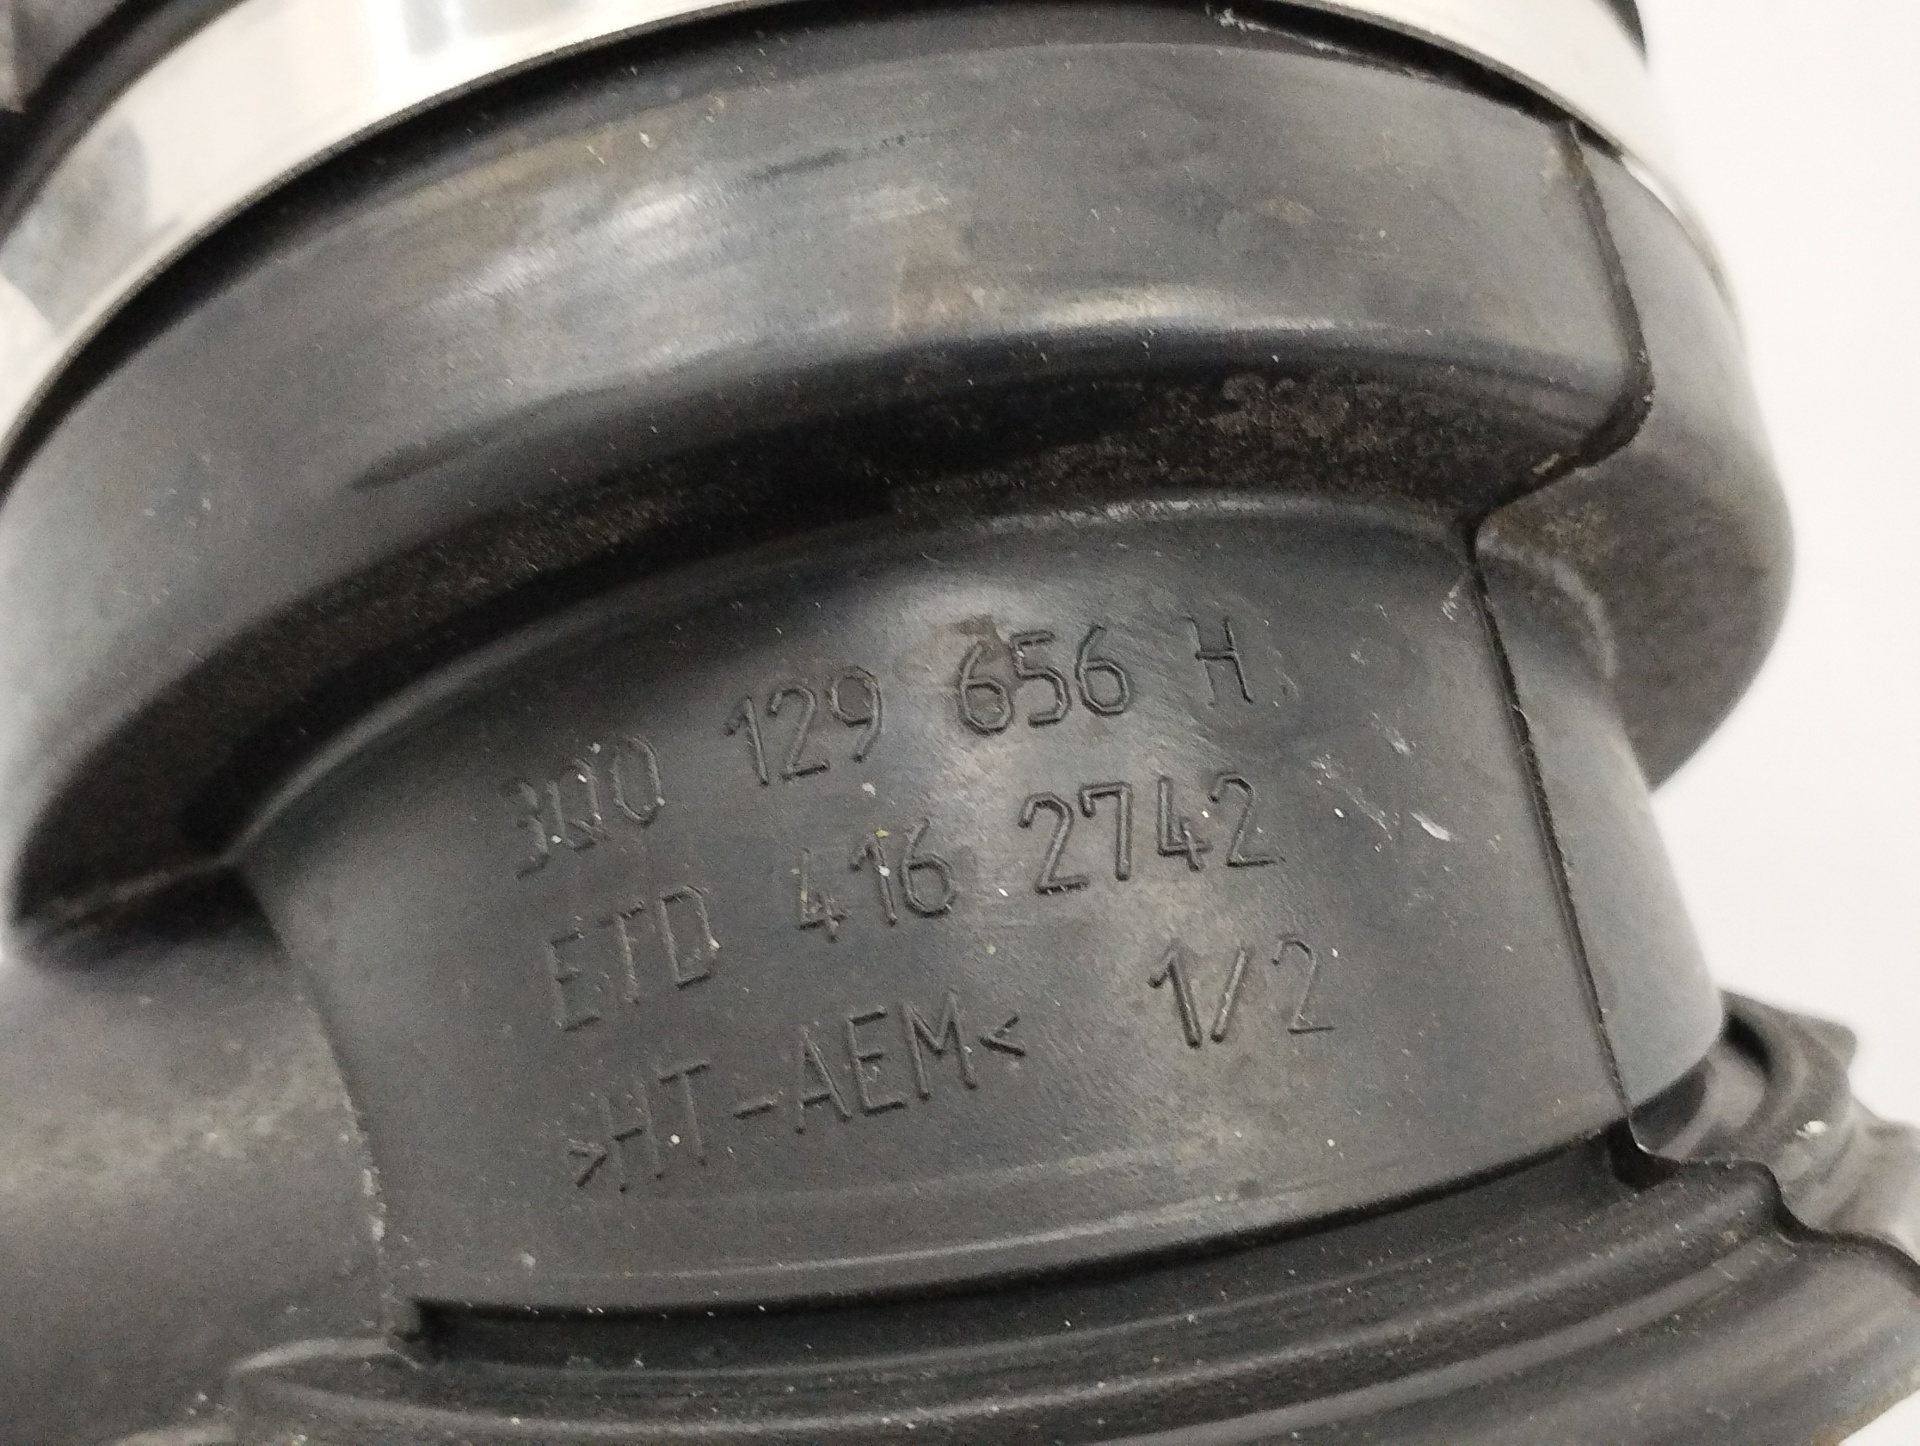 3Q0 129 656 H
ETD 416 2742
>HT-AEM< 1/2